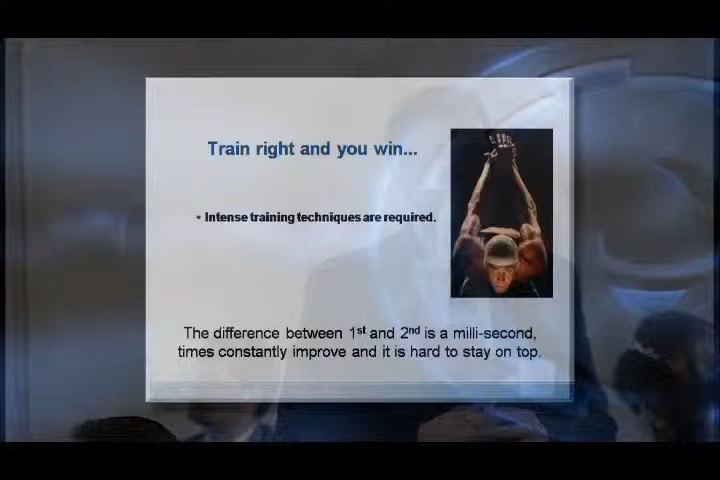 Train right and you win...
• Intense training techniques are required.
The difference between 1st and 2nd is a milli-second,
times constantly improve and it is hard to stay on top.